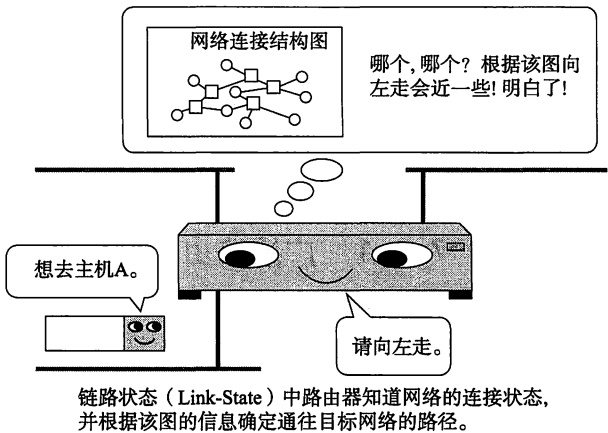 网络连接结构图
哪个,哪个？根据该图向
左走会近一些!明白了!
想去主机A。
请向左走。
链路状态（Link-State）中路由器知道网络的连接状态,
并根据该图的信息确定通往目标网络的路径。